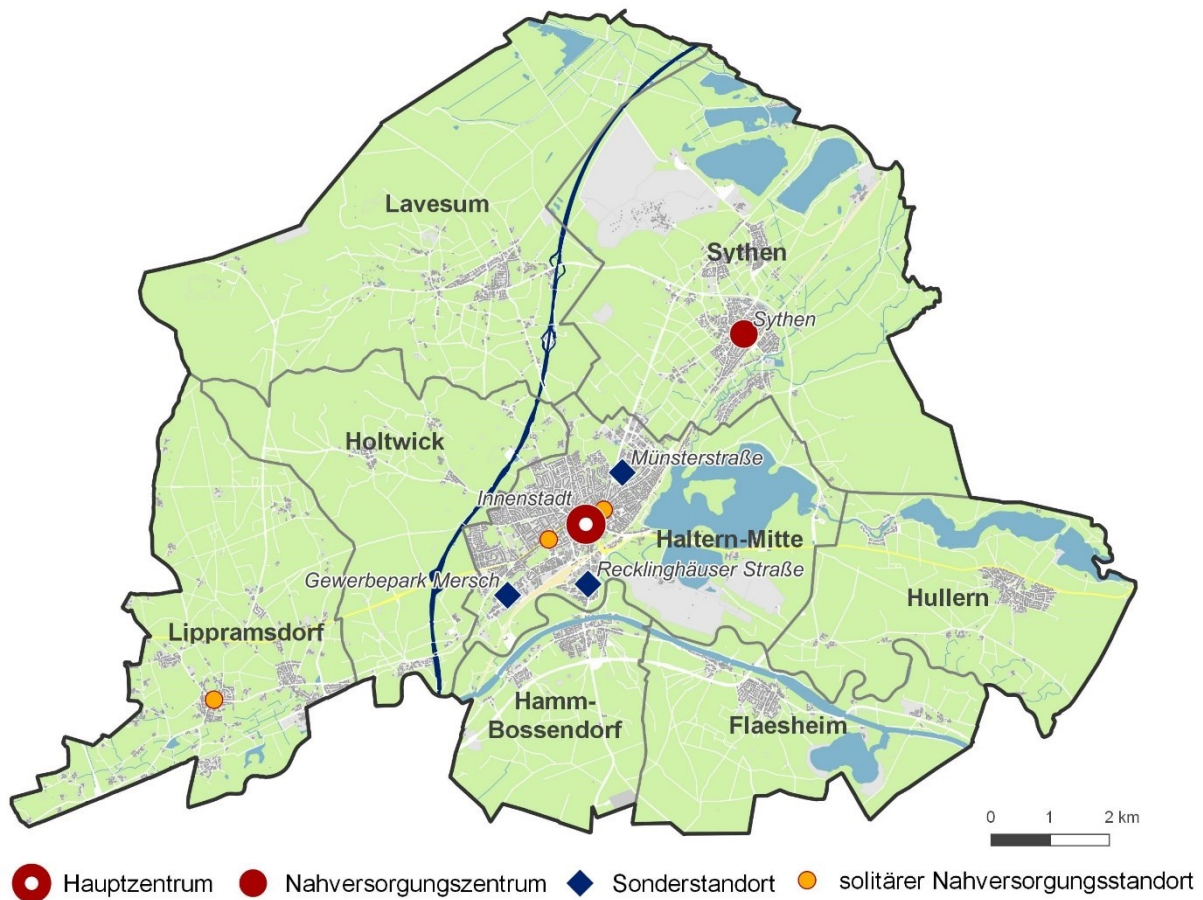 Lavesum
Sythen
Sythen
Holtwick
Münsterstraße
Innenstadt
Haltern-Mitte
Recklinghäuser Straße
Gewerbepark Mersch
Hullern
Lippramsdorf
Hamm-
Bossendorf
Flaesheim
0 1 2 km
Hauptzentrum Nahversorgungszentrum Sonderstandort solitärer Nahversorgungsstandort